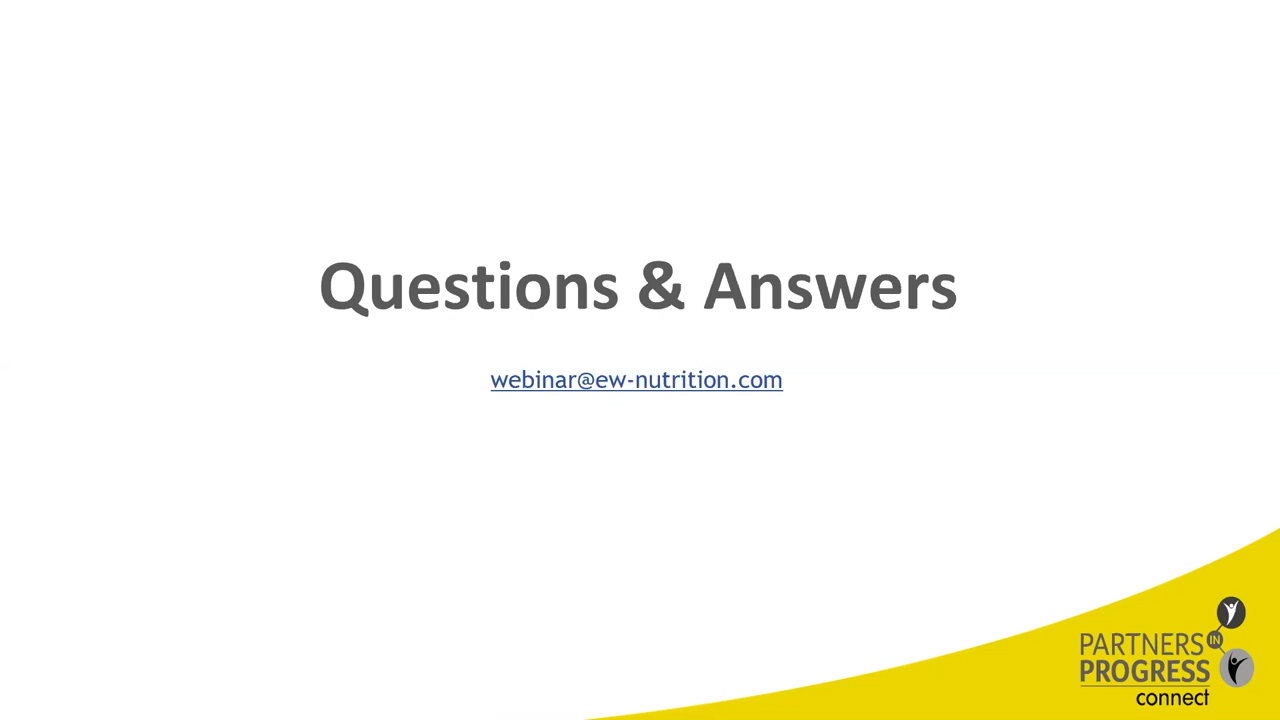 Questions & Answers
webinar@ew-nutrition.com
PARTNERS IN
PROGRESS
connect